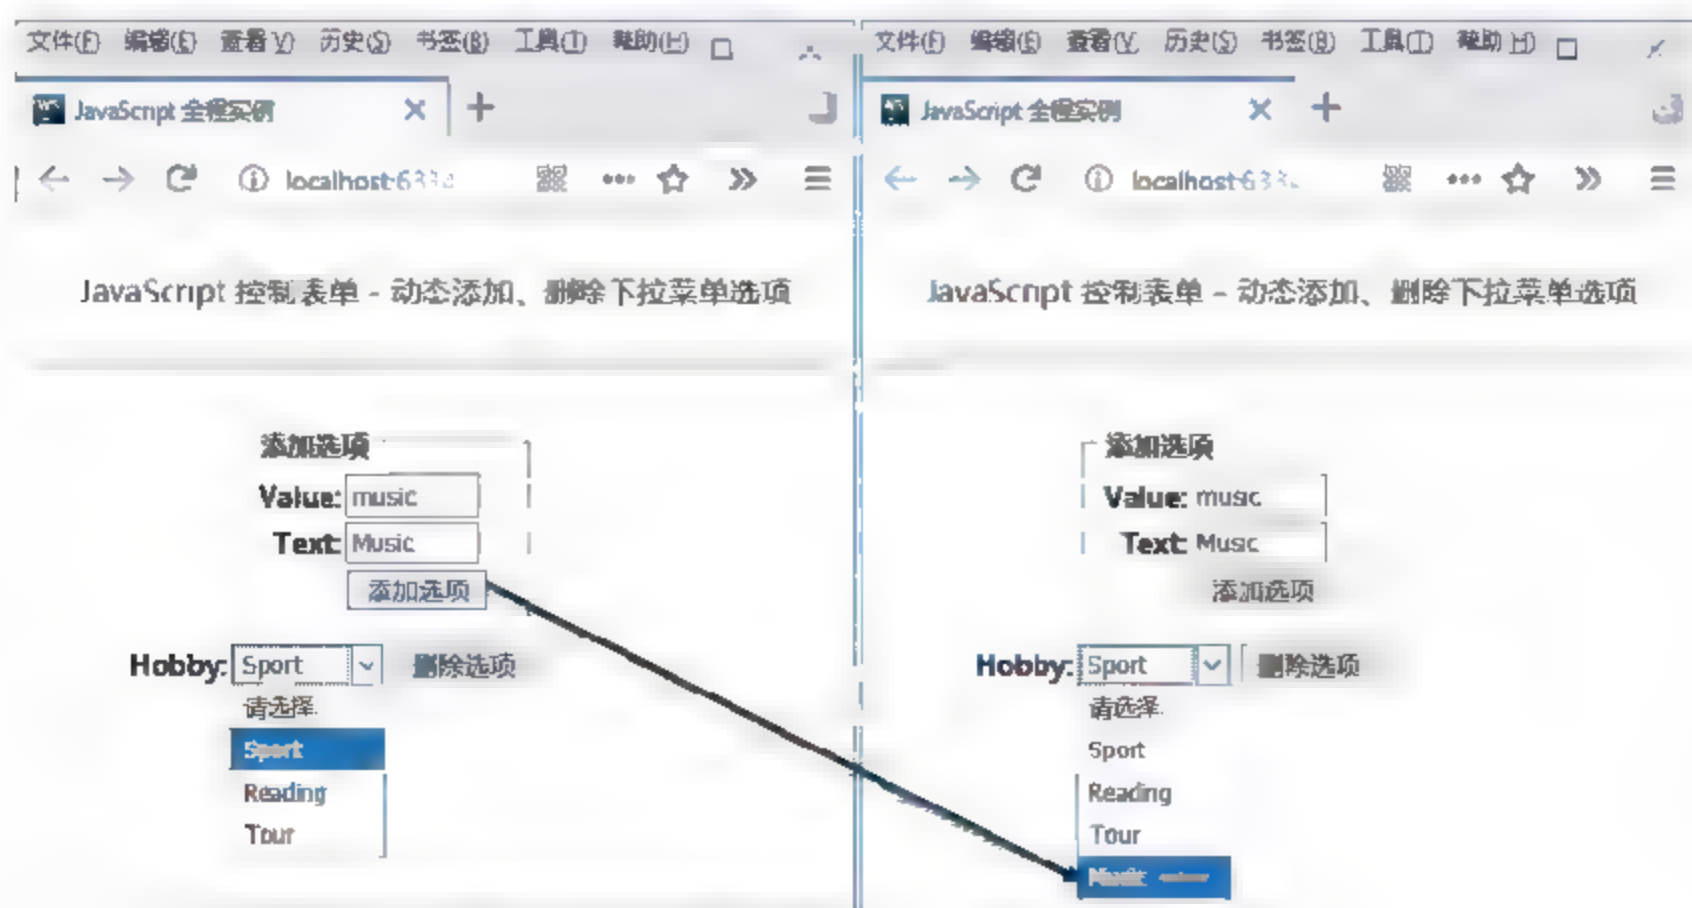 文件(F) 编辑(E) 查看(V) 历史(S) 书签(B) 工具(T) 帮助(H)
JavaScript 全程实例
localhost:633
JavaScript 控制表单 - 动态添加、删除下拉菜单选项
添加选项
Value: music
Text: Music
添加选项
Hobby: Sport 删除选项
请选择.
Sport
Reading
Tour
文件(F) 编辑(E) 查看(V) 历史(S) 书签(B) 工具(T) 帮助(H)
JavaScript 全程实例
localhost:633
JavaScript 控制表单 - 动态添加、删除下拉菜单选项
添加选项
Value: music
Text: Music
添加选项
Hobby: Sport 删除选项
请选择.
Sport
Reading
Tour
Music